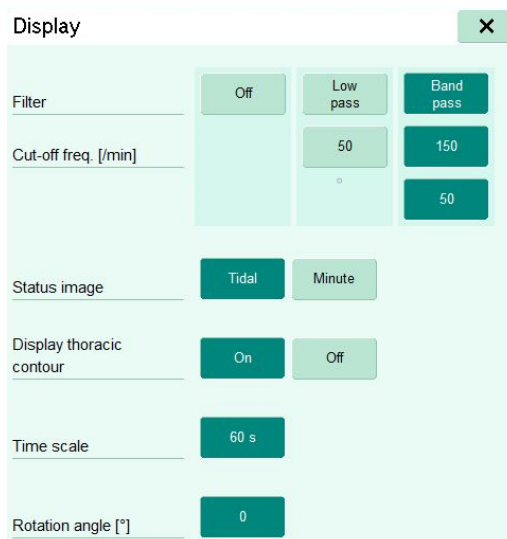 Display
Filter
Off
Low
pass
Band
pass
Cut-off freq. [/min]
50
150
50
Status image
Tidal
Minute
Display thoracic
contour
On
Off
Time scale
60 s
Rotation angle [°]
0